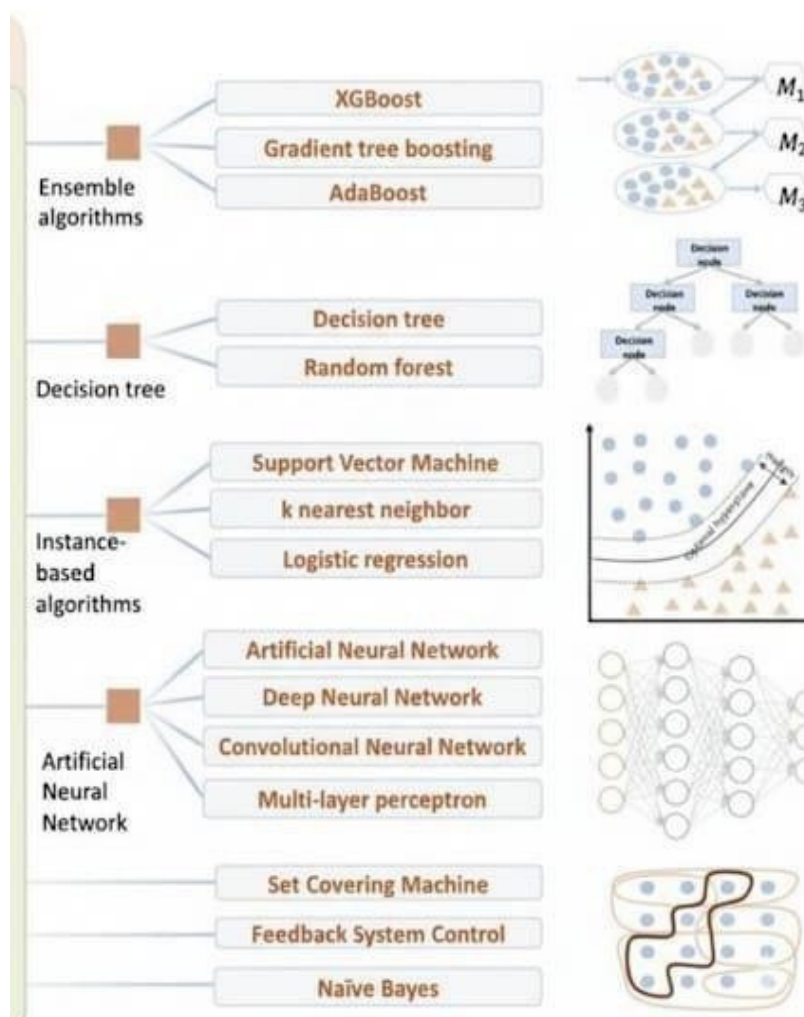 XGBoost
Gradient tree boosting
AdaBoost
Ensemble
algorithms
M1
M2
M3
Decision tree
Random forest
Decision tree
Decision
node
Decision
node
Decision
node
Decision
node
Support Vector Machine
k nearest neighbor
Logistic regression
Instance-
based
algorithms
margin
Optimal hyperplane
Artificial Neural Network
Deep Neural Network
Convolutional Neural Network
Multi-layer perceptron
Artificial
Neural
Network
Set Covering Machine
Feedback System Control
Naïve Bayes